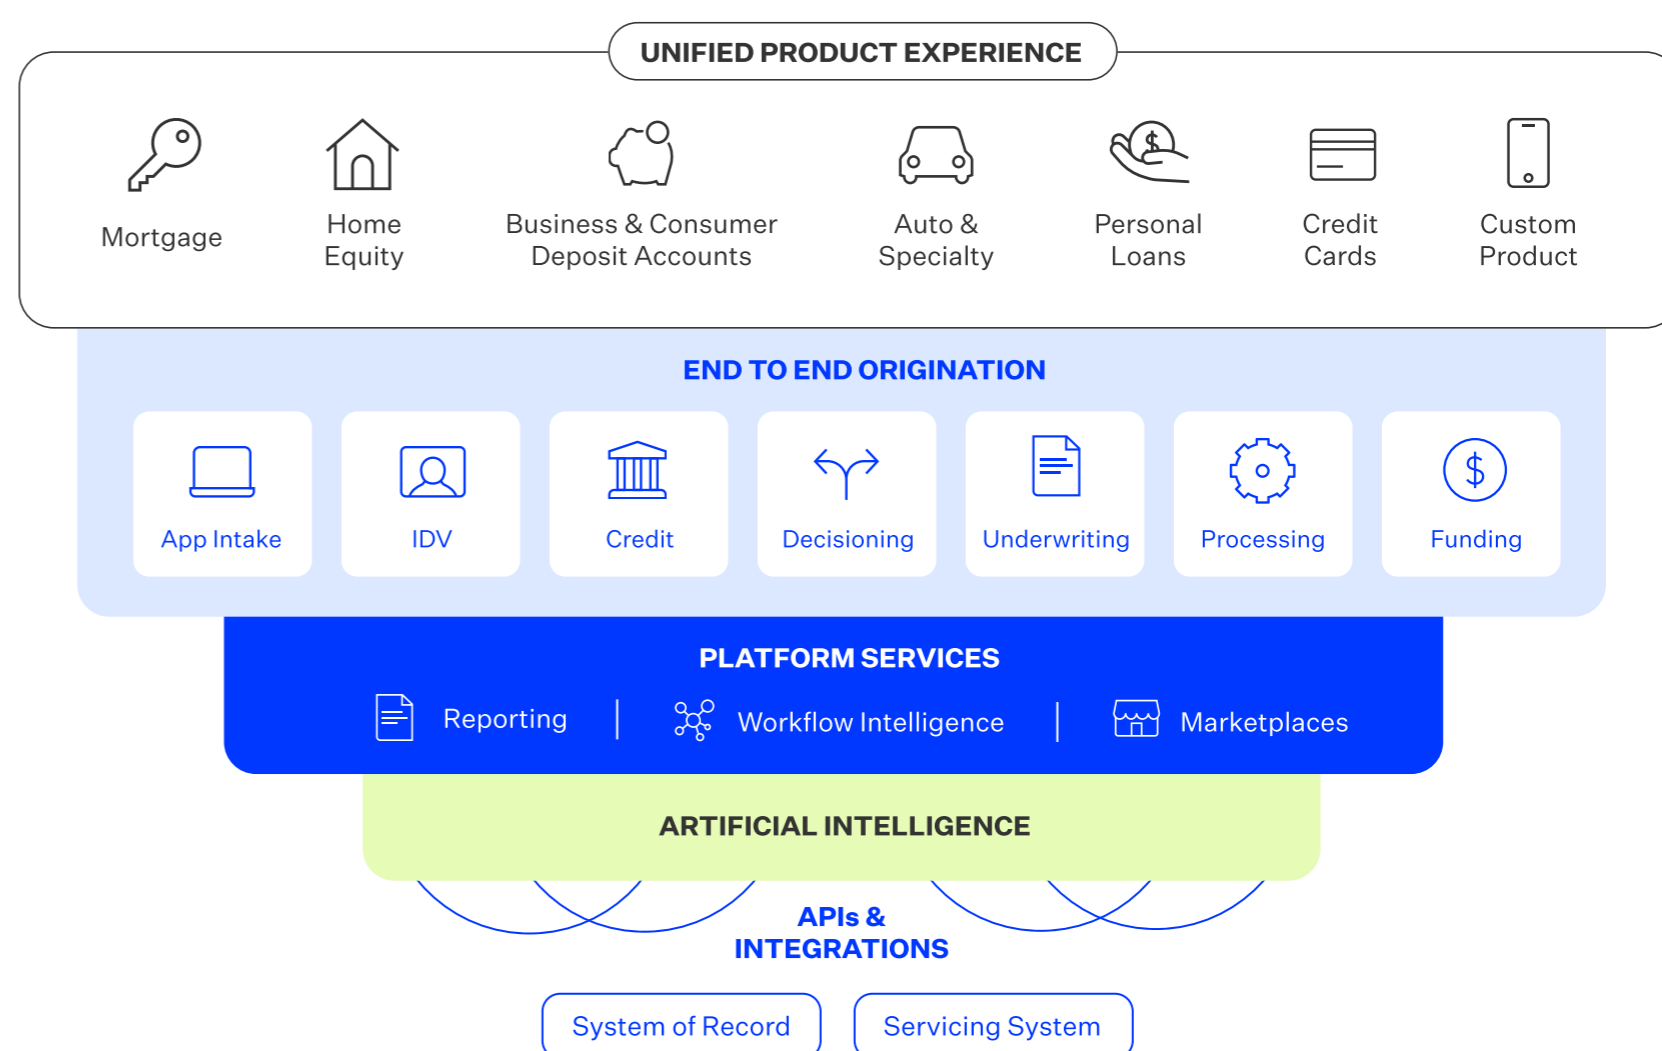 UNIFIED PRODUCT EXPERIENCE
Mortgage
Home
Equity
Business & Consumer
Deposit Accounts
Auto &
Specialty
Personal
Loans
Credit
Cards
Custom
Product
END TO END ORIGINATION
App Intake
IDV
Credit
Decisioning
Underwriting
Processing
Funding
PLATFORM SERVICES
Reporting
Workflow Intelligence
Marketplaces
ARTIFICIAL INTELLIGENCE
APIs &
INTEGRATIONS
System of Record
Servicing System